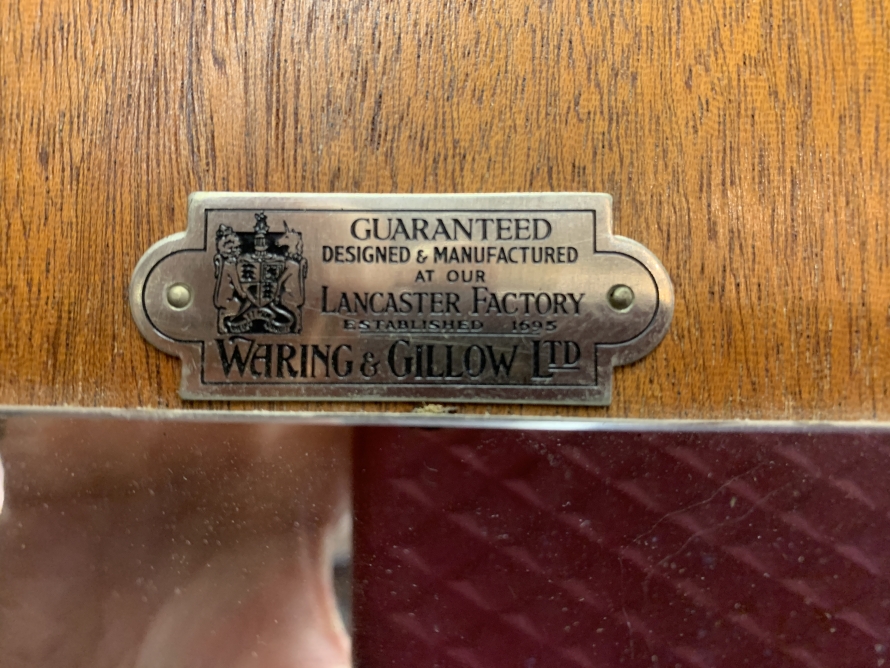 GUARANTEED
DESIGNED & MANUFACTURED
AT OUR
LANCASTER FACTORY
ESTABLISHED 1695
WARING & GILLOW LTD